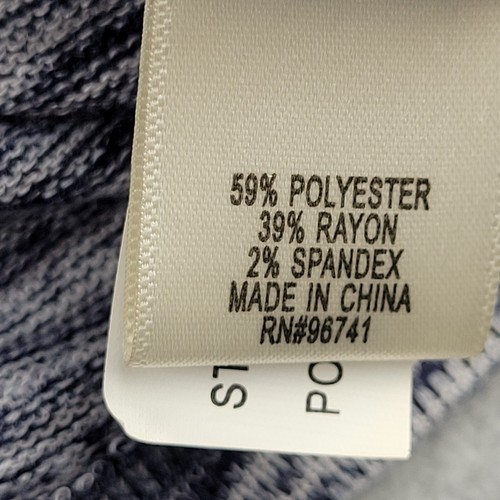 59% POLYESTER
39% RAYON
2% SPANDEX
MADE IN CHINA
RN#96741
ST
PO